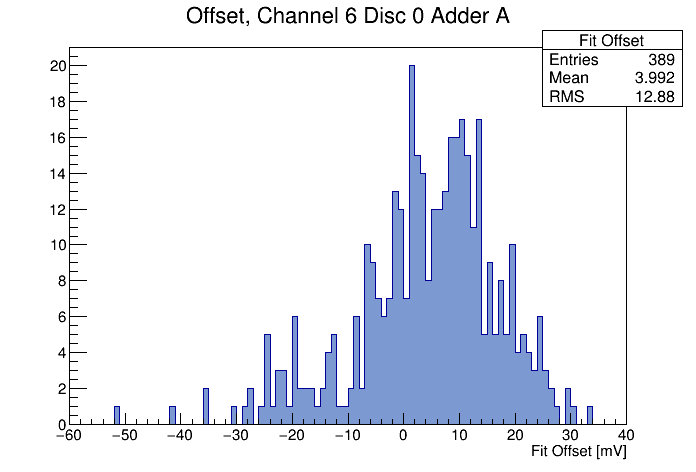 Offset, Channel 6 Disc 0 Adder A
Fit Offset
Entries 389
Mean 3.992
RMS 12.88
20
18
16
14
12
10
8
6
4
2
0
−60 −50 −40 −30 −20 −10 0 10 20 30 40
Fit Offset [mV]